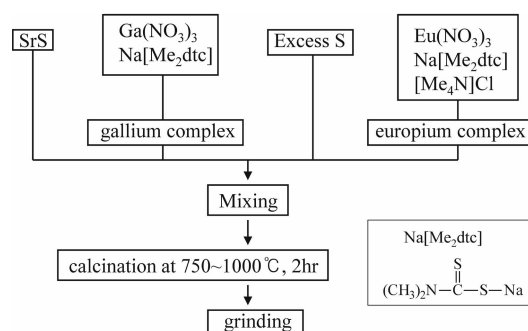 SrS
Ga(NO₃)₃
Na[Me₂dtc]
Excess S
Eu(NO₃)₃
Na[Me₂dtc]
[Me₄N]Cl
gallium complex
europium complex
Mixing
calcination at 750~1000℃, 2hr
grinding
Na[Me₂dtc]
S
(CH₃)₂N—C—S—Na